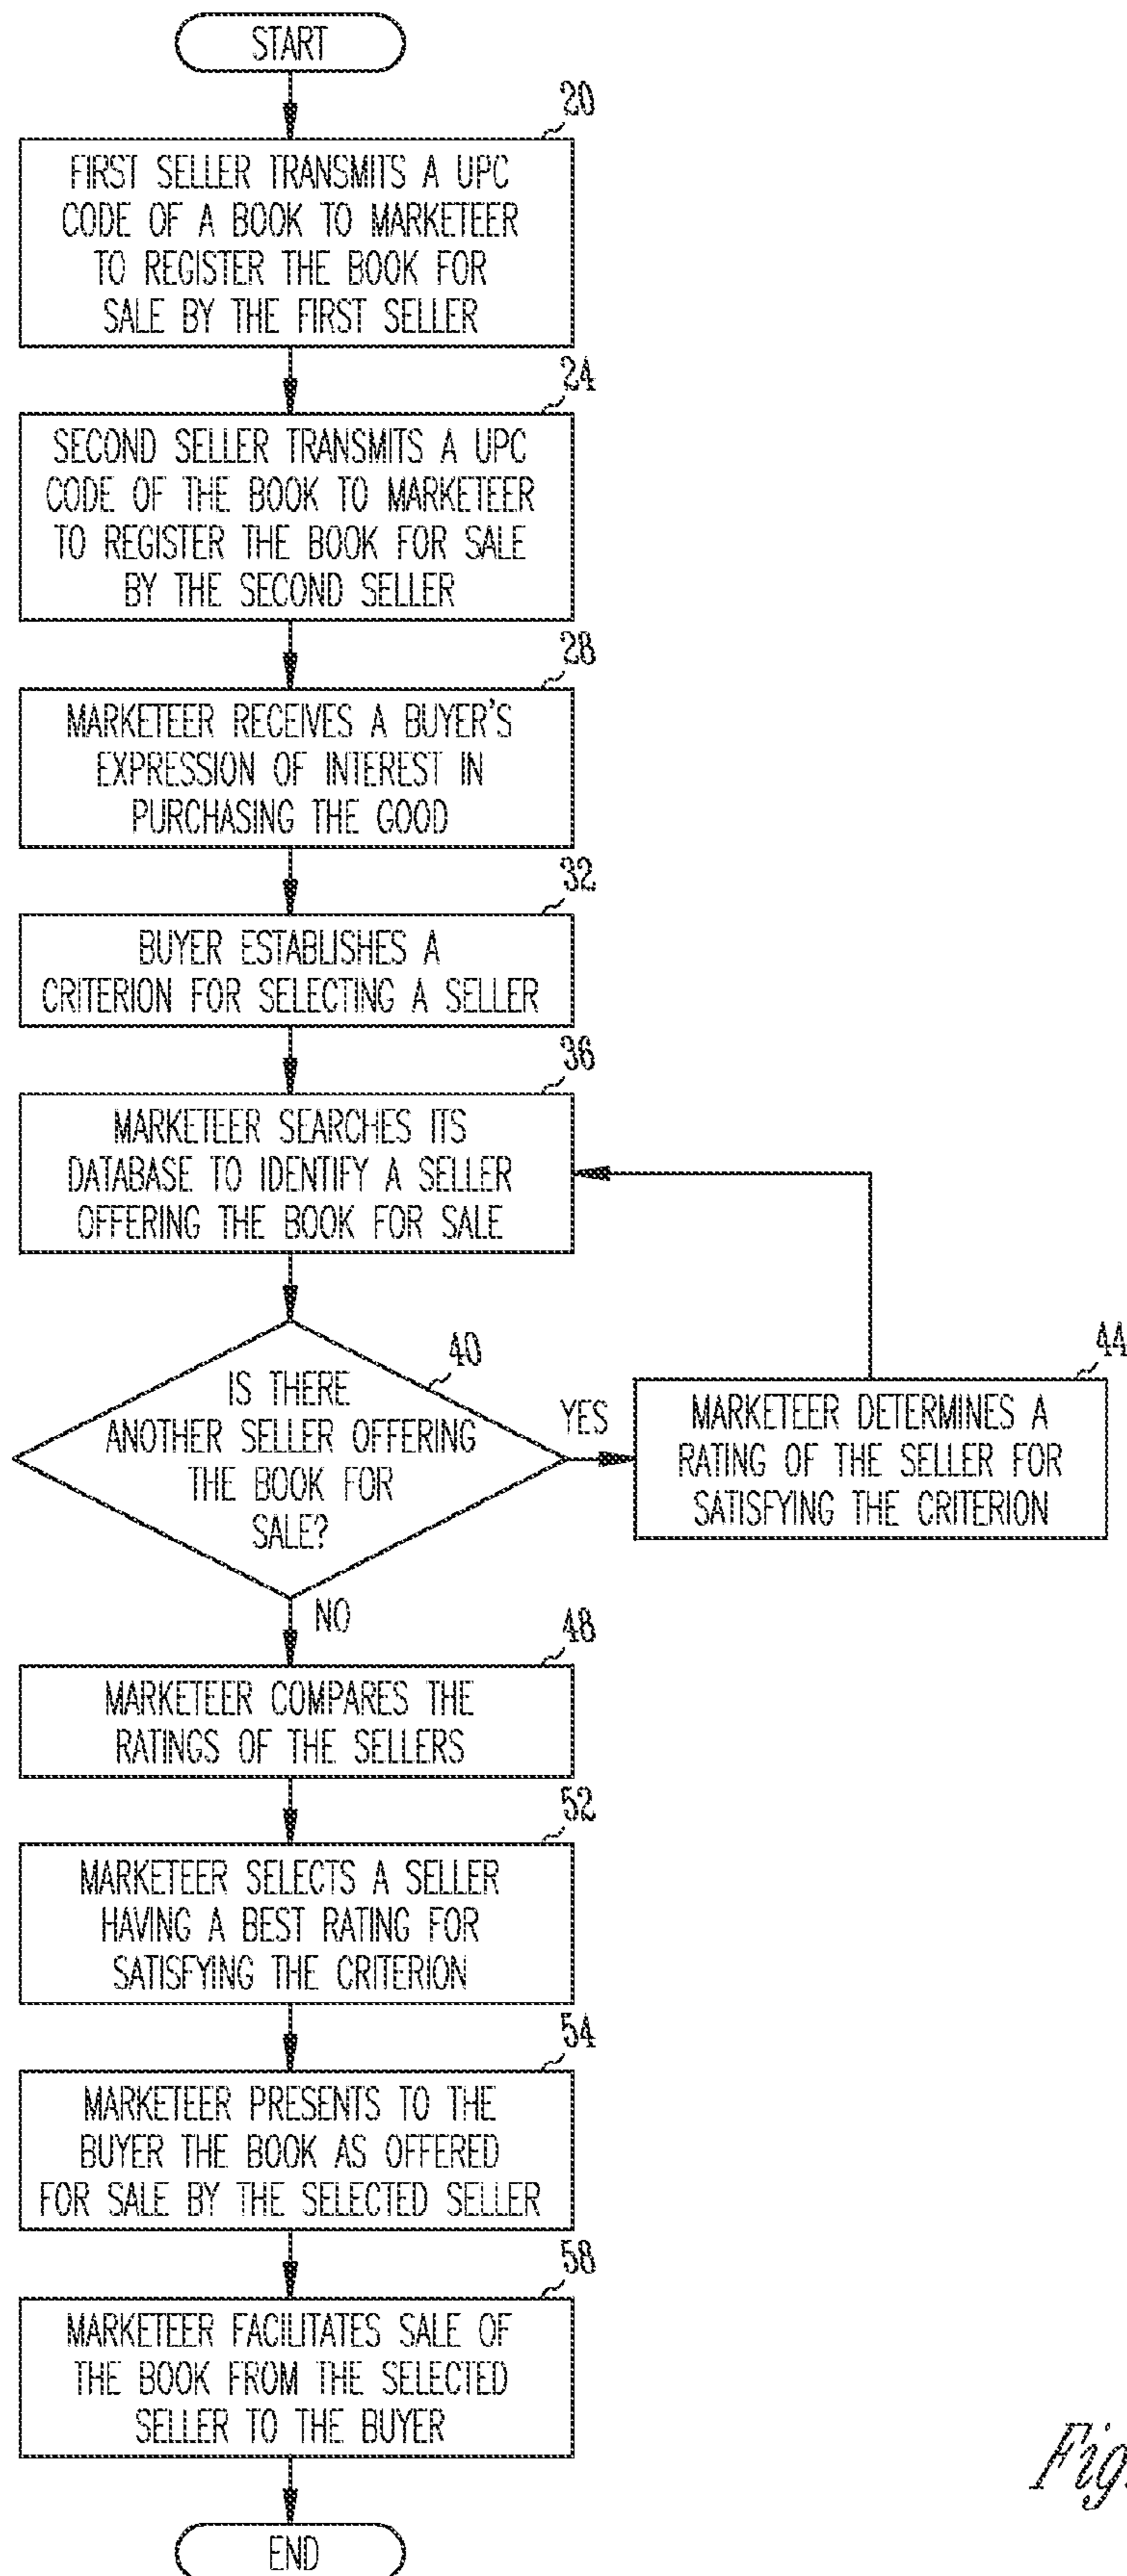 START
20
FIRST SELLER TRANSMITS A UPC
CODE OF A BOOK TO MARKETEER
TO REGISTER THE BOOK FOR
SALE BY THE FIRST SELLER
24
SECOND SELLER TRANSMITS A UPC
CODE OF THE BOOK TO MARKETEER
TO REGISTER THE BOOK FOR SALE
BY THE SECOND SELLER
28
MARKETEER RECEIVES A BUYER'S
EXPRESSION OF INTEREST IN
PURCHASING THE GOOD
32
BUYER ESTABLISHES A
CRITERION FOR SELECTING A SELLER
36
MARKETEER SEARCHES ITS
DATABASE TO IDENTIFY A SELLER
OFFERING THE BOOK FOR SALE
40
IS THERE
ANOTHER SELLER OFFERING
THE BOOK FOR
SALE?
YES
44
MARKETEER DETERMINES A
RATING OF THE SELLER FOR
SATISFYING THE CRITERION
NO
48
MARKETEER COMPARES THE
RATINGS OF THE SELLERS
52
MARKETEER SELECTS A SELLER
HAVING A BEST RATING FOR
SATISFYING THE CRITERION
54
MARKETEER PRESENTS TO THE
BUYER THE BOOK AS OFFERED
FOR SALE BY THE SELECTED SELLER
58
MARKETEER FACILITATES SALE OF
THE BOOK FROM THE SELECTED
SELLER TO THE BUYER
END
Fig.